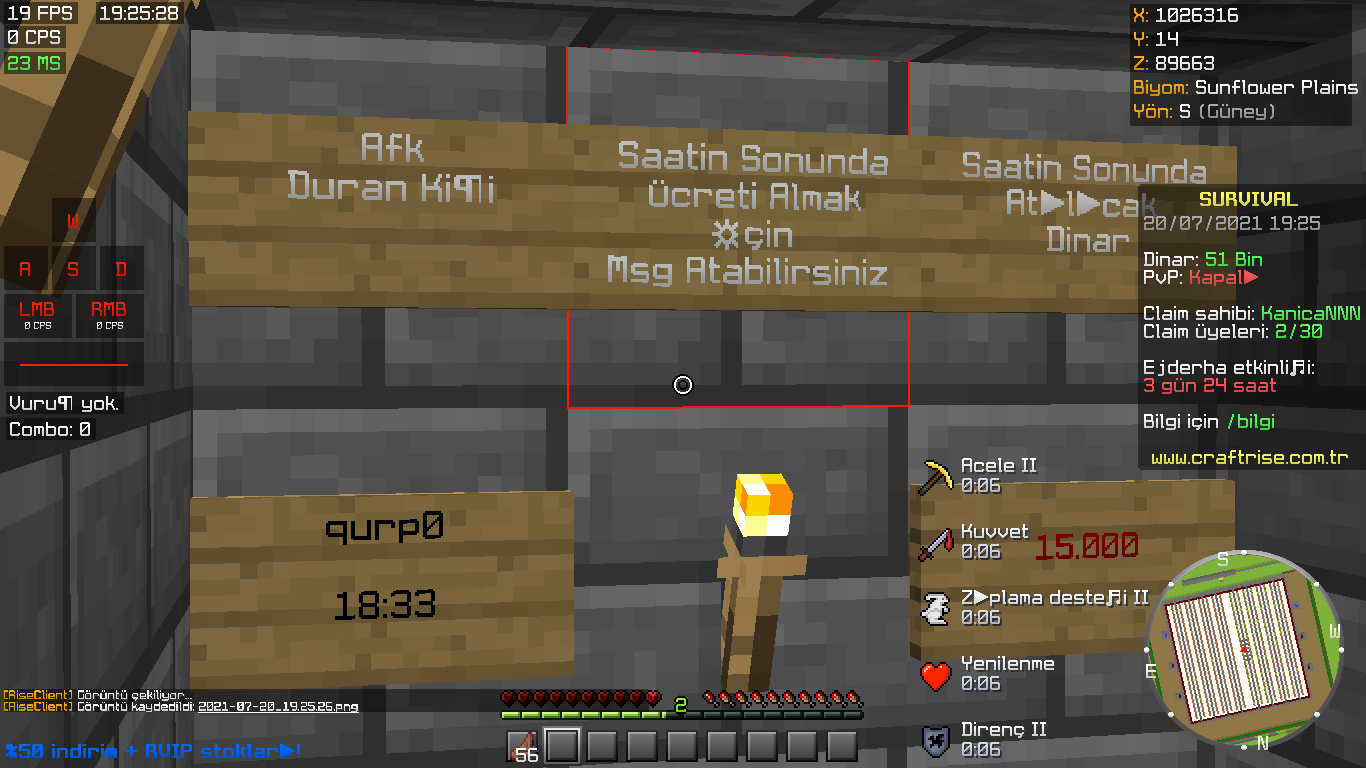 19 FPS 19:25:28
0 CPS
23 MS
X: 1026316
Y: 14
Z: 89663
Biyom: Sunflower Plains
Yön: S (Güney)
Afk
Duran Ki¶i
Saatin Sonunda
Ücreti Almak
☼çin
Msg Atabilirsiniz
Saatin Sonunda
At►l►cak
Dinar
W
A S D
LMB RMB
0 CPS 0 CPS
Vuru¶ yok.
Combo: 0
SURVIVAL
20/07/2021 19:25
Dinar: 51 Bin
PvP: Kapal►
Claim sahibi: KanicaNNN
Claim üyeleri: 2/30
Ejderha etkinli♬i:
3 gün 24 saat
Bilgi için /bilgi
www.craftrise.com.tr
qurp0
18:33
15.000
Acele II
0:06
Kuvvet
0:06
Z►plama deste♬i II
0:06
Yenilenme
0:06
Direnç II
0:06
S
W
E
N
[RiseClient] Görüntü çekiliyor...
[RiseClient] Görüntü kaydedildi: 2021-07-20_19.25.26.png
2
56
%50 indirim + RVIP stoklar►!